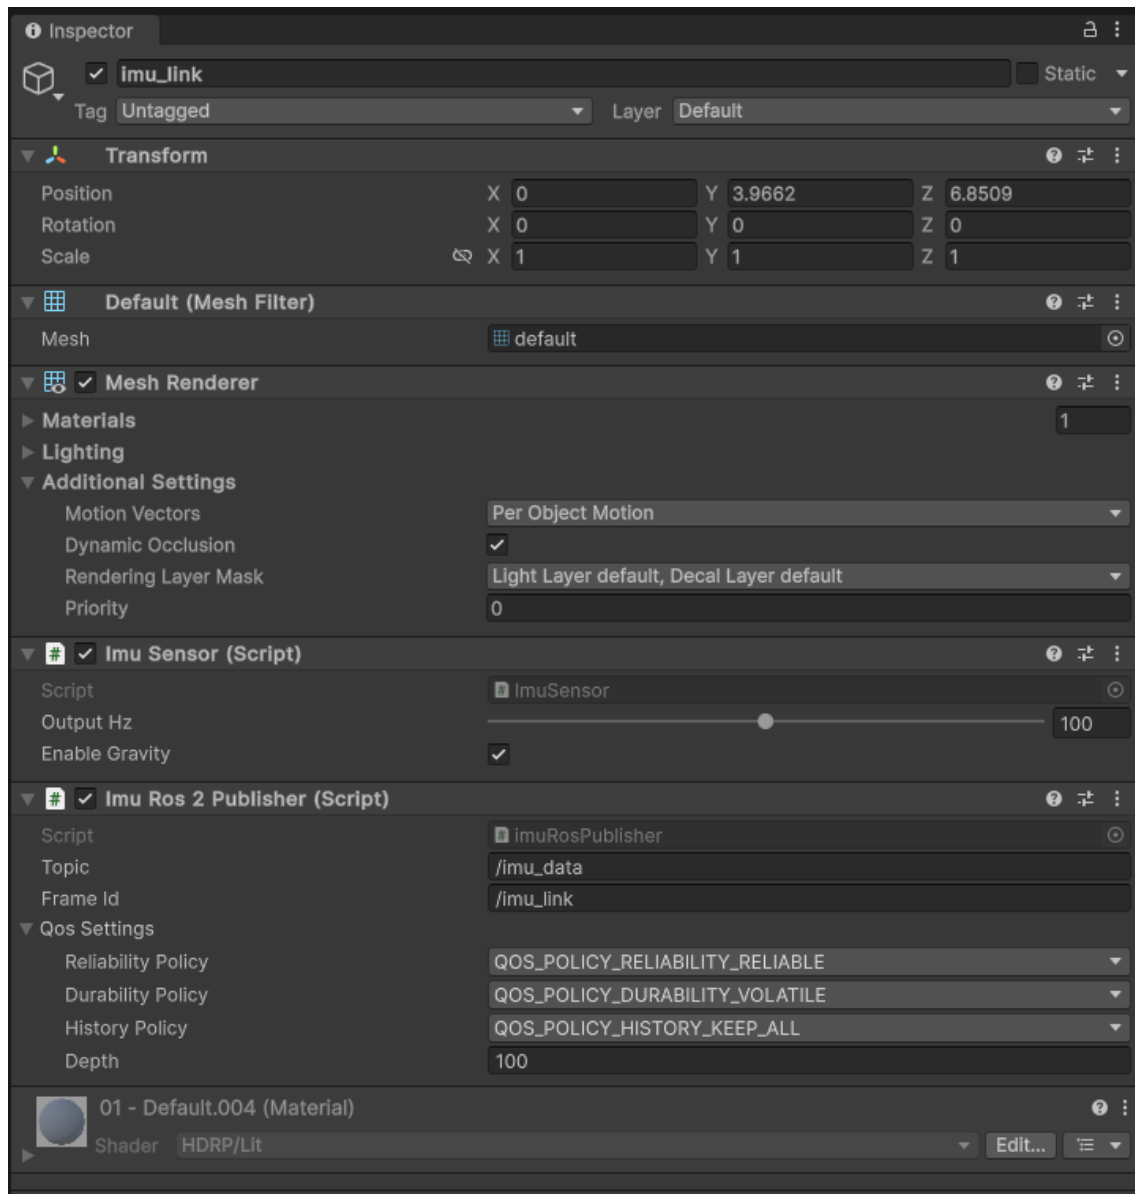 Inspector
imu_link Static
Tag Untagged Layer Default
Transform
Position X 0 Y 3.9662 Z 6.8509
Rotation X 0 Y 0 Z 0
Scale X 1 Y 1 Z 1
Default (Mesh Filter)
Mesh default
Mesh Renderer
Materials 1
Lighting
Additional Settings
Motion Vectors Per Object Motion
Dynamic Occlusion
Rendering Layer Mask Light Layer default, Decal Layer default
Priority 0
# Imu Sensor (Script)
Script # ImuSensor
Output Hz 100
Enable Gravity
# Imu Ros 2 Publisher (Script)
Script # imuRosPublisher
Topic /imu_data
Frame Id /imu_link
Qos Settings
Reliability Policy QOS_POLICY_RELIABILITY_RELIABLE
Durability Policy QOS_POLICY_DURABILITY_VOLATILE
History Policy QOS_POLICY_HISTORY_KEEP_ALL
Depth 100
01 - Default.004 (Material)
Shader HDRP/Lit Edit...